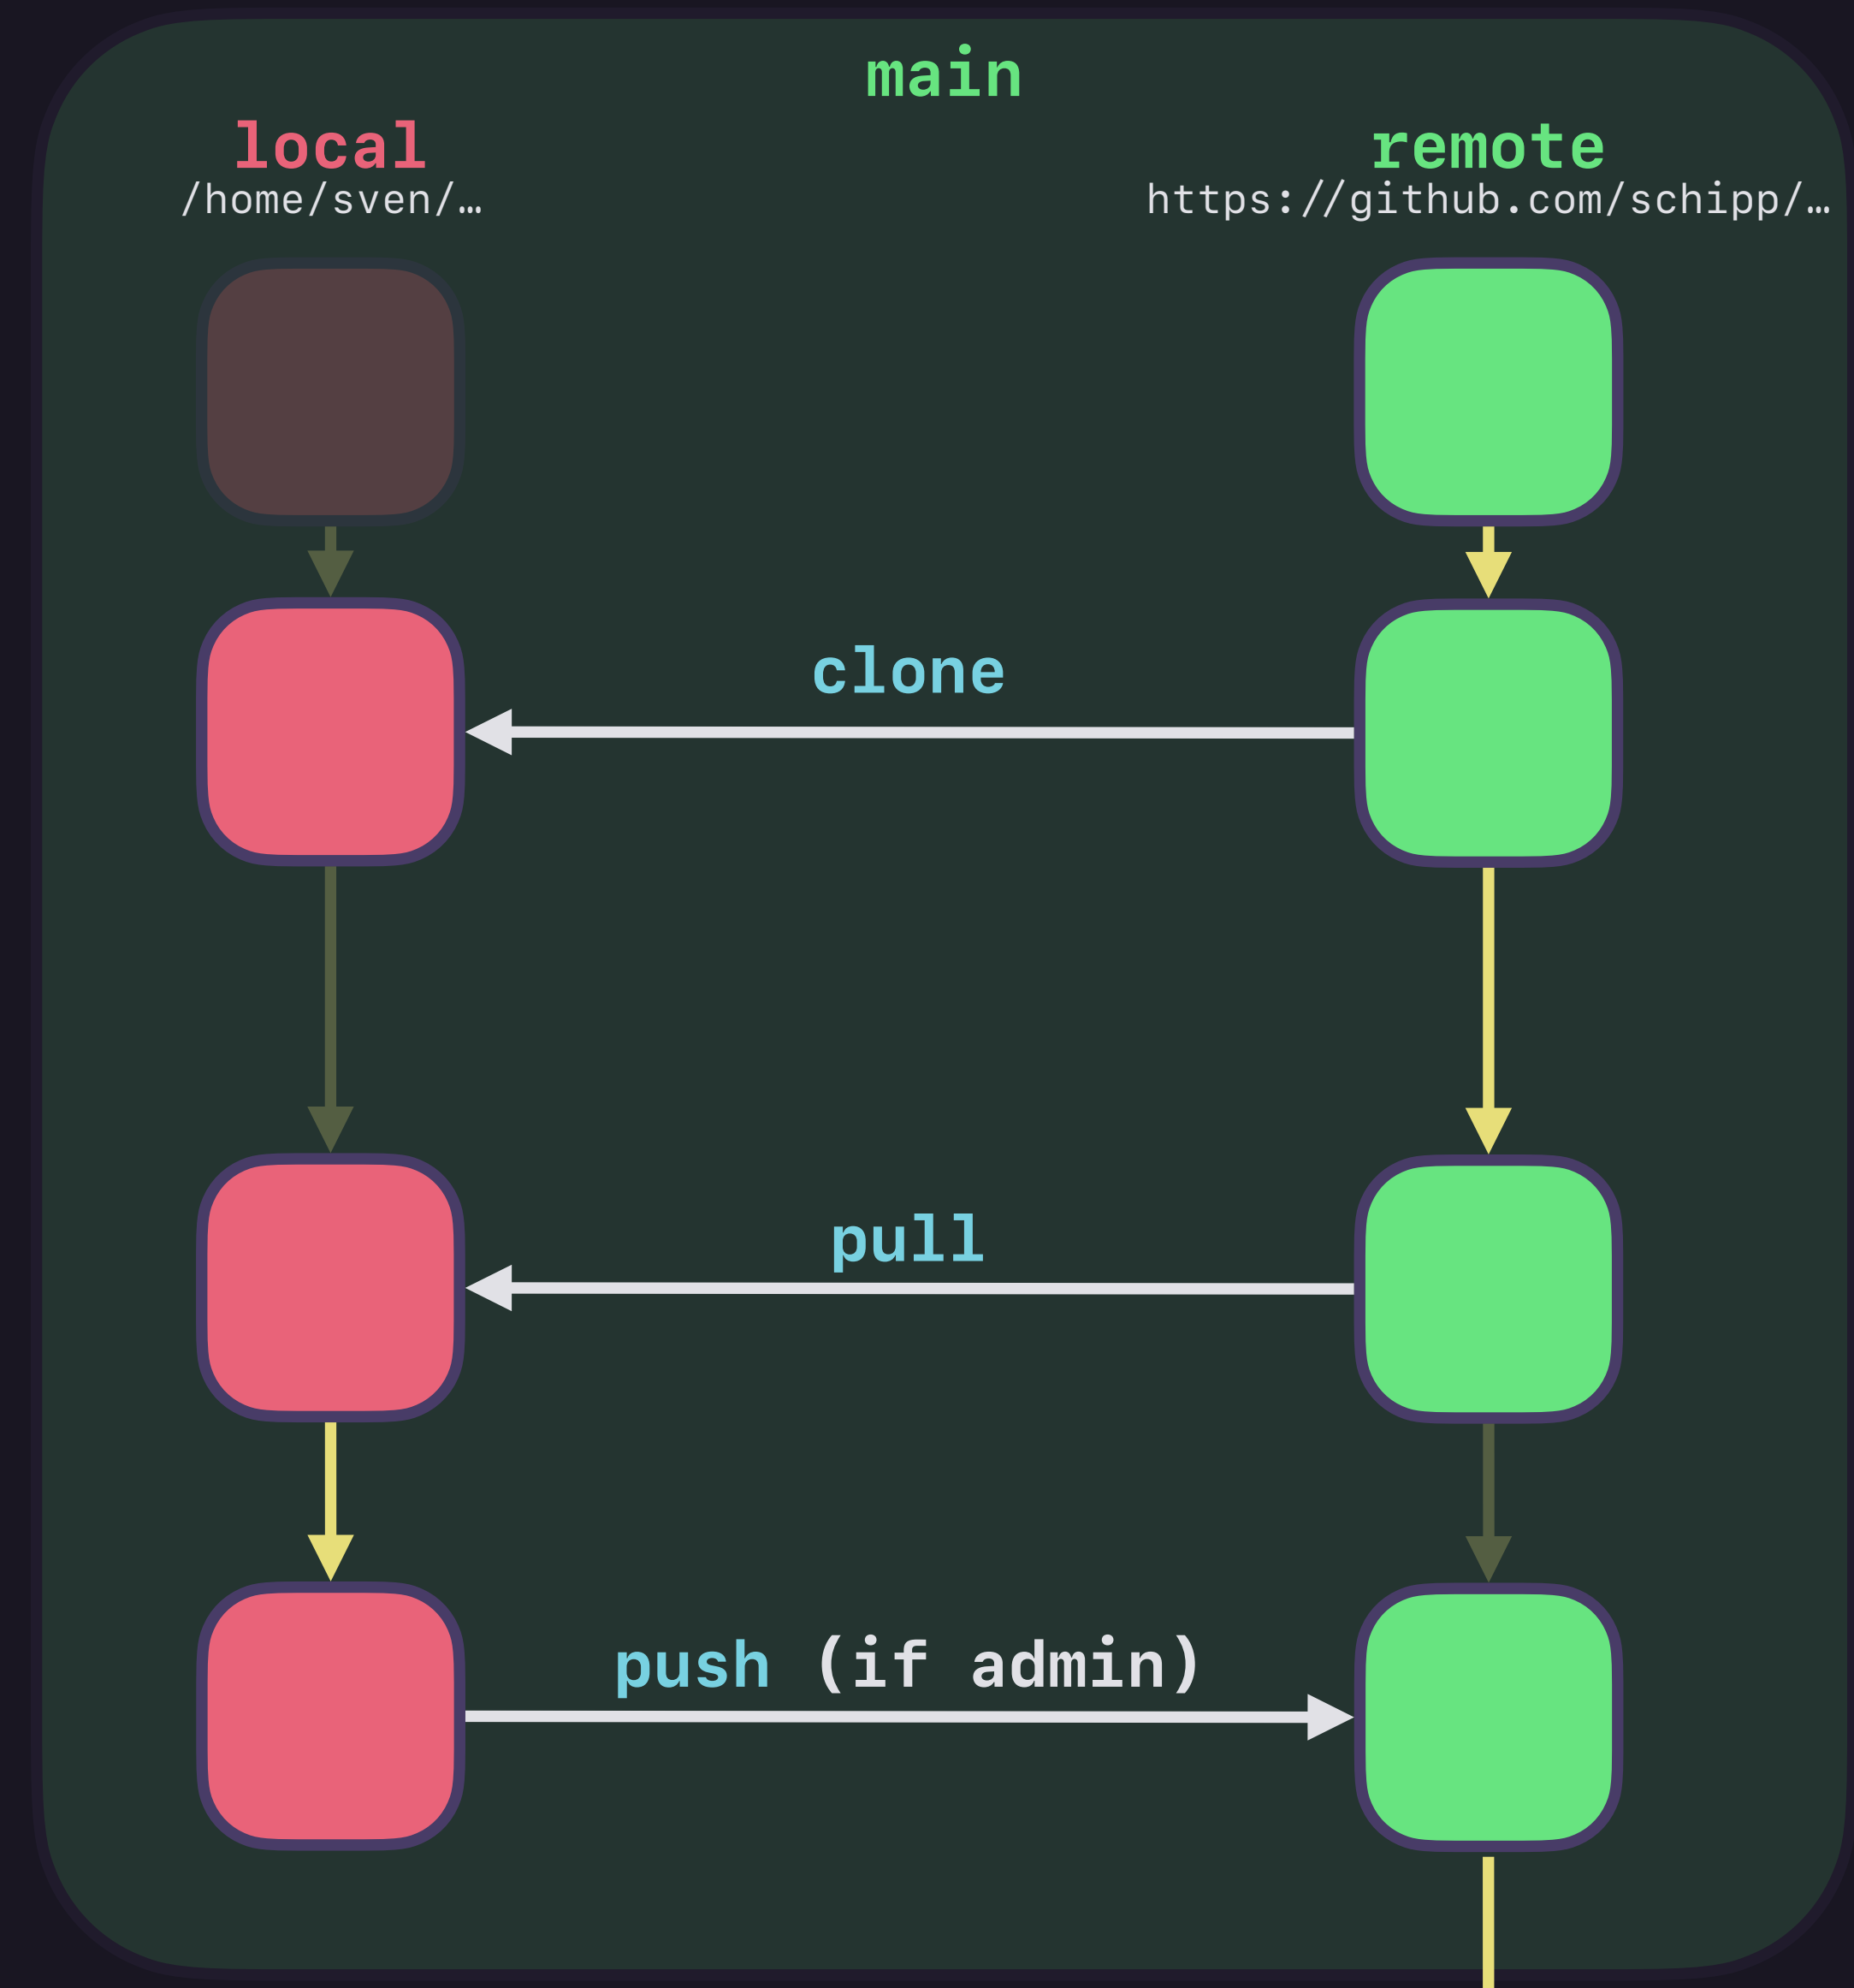 main
local
remote
/home/sven/…
https://github.com/schipp/…
clone
pull
push (if admin)